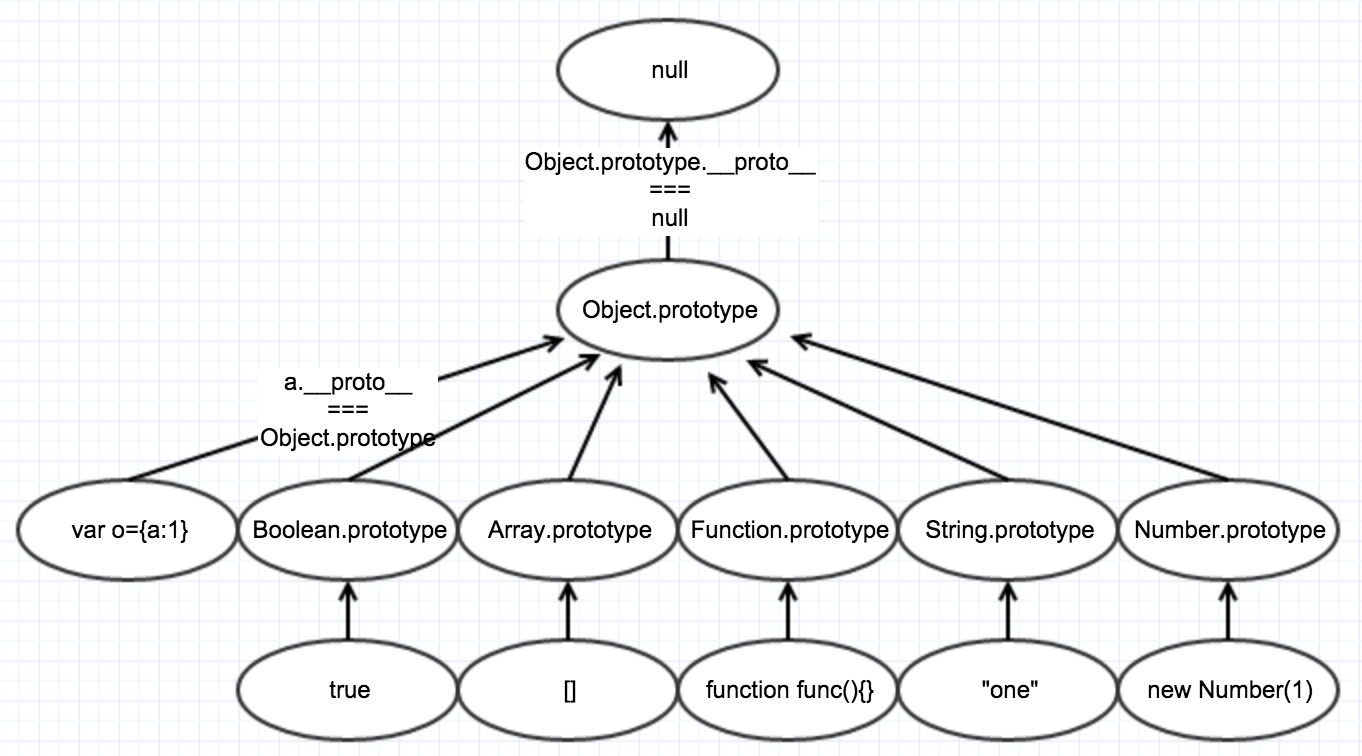 null
Object.prototype.__proto__
===
null
Object.prototype
a.__proto__
===
Object.prototype
var o={a:1}
Boolean.prototype
Array.prototype
Function.prototype
String.prototype
Number.prototype
true
[]
function func(){}
"one"
new Number(1)